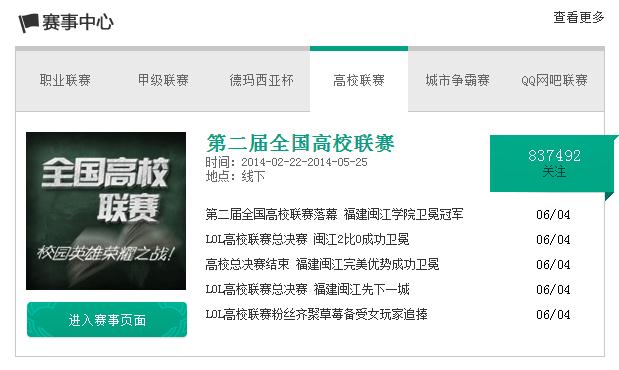 赛事中心
查看更多
职业联赛 甲级联赛 德玛西亚杯 高校联赛 城市争霸赛 QQ网吧联赛
全国高校
联赛
校园英雄荣耀之战!
进入赛事页面
第二届全国高校联赛
时间：2014-02-22-2014-05-25
地点：线下
837492
关注
第二届全国高校联赛落幕 福建闽江学院卫冕冠军 06/04
LOL高校联赛总决赛 闽江2比0成功卫冕 06/04
高校总决赛结束 福建闽江完美优势成功卫冕 06/04
LOL高校联赛总决赛 福建闽江先下一城 06/04
LOL高校联赛粉丝齐聚草莓备受女玩家追捧 06/04